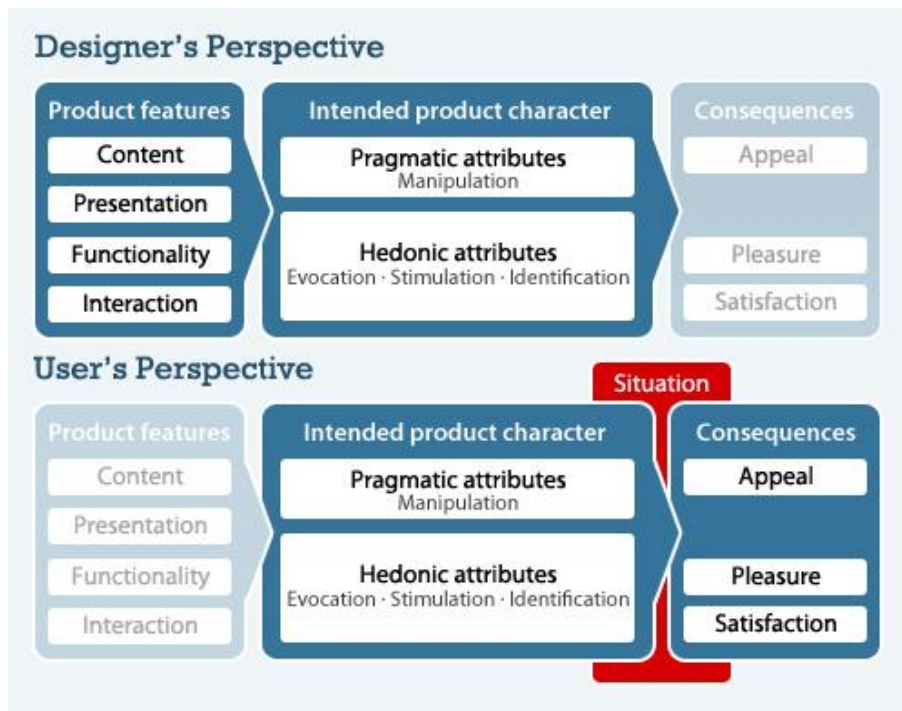 Designer's Perspective
Product features
Content
Presentation
Functionality
Interaction
Intended product character
Pragmatic attributes
Manipulation
Hedonic attributes
Evocation · Stimulation · Identification
Consequences
Appeal
Pleasure
Satisfaction
User's Perspective
Situation
Product features
Content
Presentation
Functionality
Interaction
Intended product character
Pragmatic attributes
Manipulation
Hedonic attributes
Evocation · Stimulation · Identification
Consequences
Appeal
Pleasure
Satisfaction